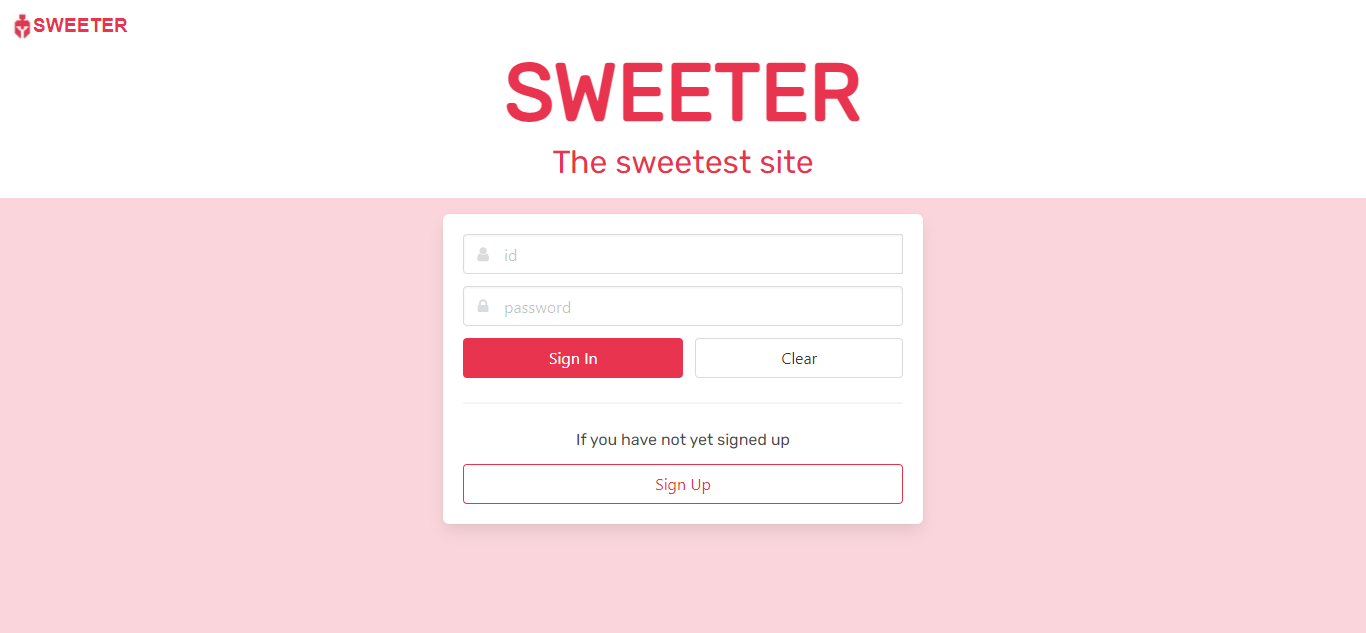 SWEETER
SWEETER
The sweetest site
id
password
Sign In
Clear
If you have not yet signed up
Sign Up